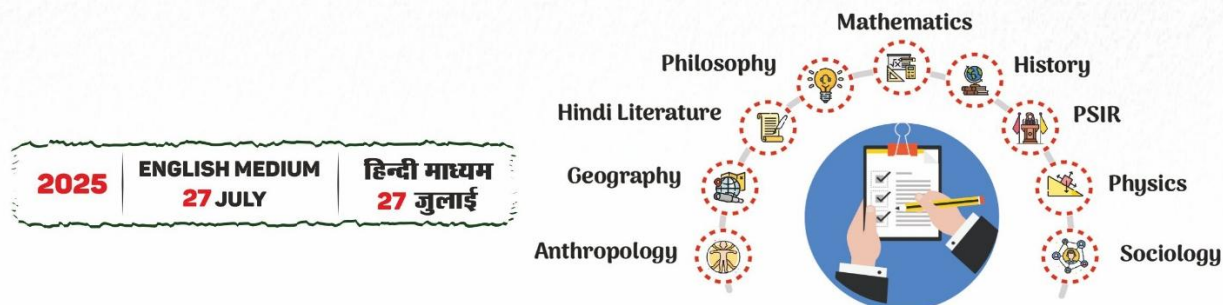 2025
ENGLISH MEDIUM
27 JULY
हिन्दी माध्यम
27 जुलाई
Mathematics
Philosophy
History
Hindi Literature
PSIR
Geography
Physics
Anthropology
Sociology